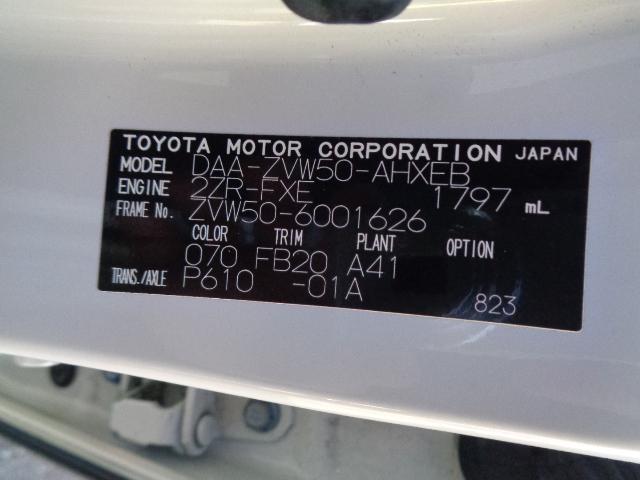 TOYOTA MOTOR CORPORATION JAPAN
MODEL DAA-ZVW50-AHXEB
ENGINE 2ZR-FXE 1797 mL
FRAME No. ZVW50-6001626
COLOR TRIM PLANT OPTION
070 FB20 A41
TRANS./AXLE P610 -01A
823